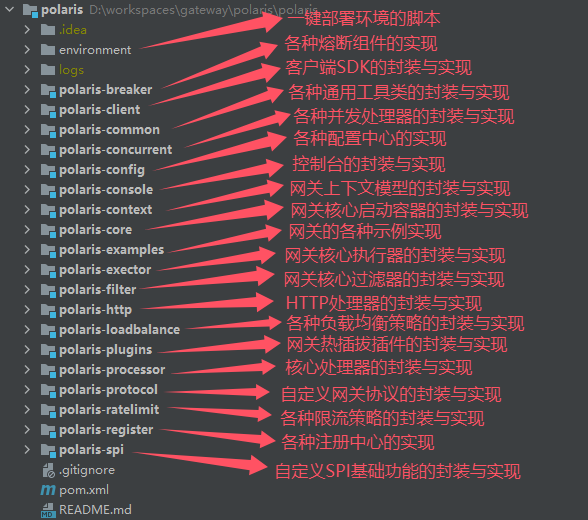 polaris D:\workspaces\gateway\polaris\polaris
一键部署环境的脚本
.idea
environment
各种熔断组件的实现
logs
客户端SDK的封装与实现
polaris-breaker
各种通用工具类的封装与实现
polaris-client
各种并发处理器的封装与实现
polaris-common
各种配置中心的实现
polaris-concurrent
控制台的封装与实现
polaris-config
网关上下文模型的封装与实现
polaris-console
网关核心启动容器的封装与实现
polaris-context
网关的各种示例实现
polaris-core
网关核心执行器的封装与实现
polaris-examples
网关核心过滤器的封装与实现
polaris-exector
HTTP处理器的封装与实现
polaris-filter
各种负载均衡策略的封装与实现
polaris-http
网关热插拔插件的封装与实现
polaris-loadbalance
核心处理器的封装与实现
polaris-plugins
自定义网关协议的封装与实现
polaris-processor
各种限流策略的封装与实现
polaris-protocol
各种注册中心的实现
polaris-ratelimit
自定义SPI基础功能的封装与实现
polaris-register
polaris-spi
.gitignore
pom.xml
README.md